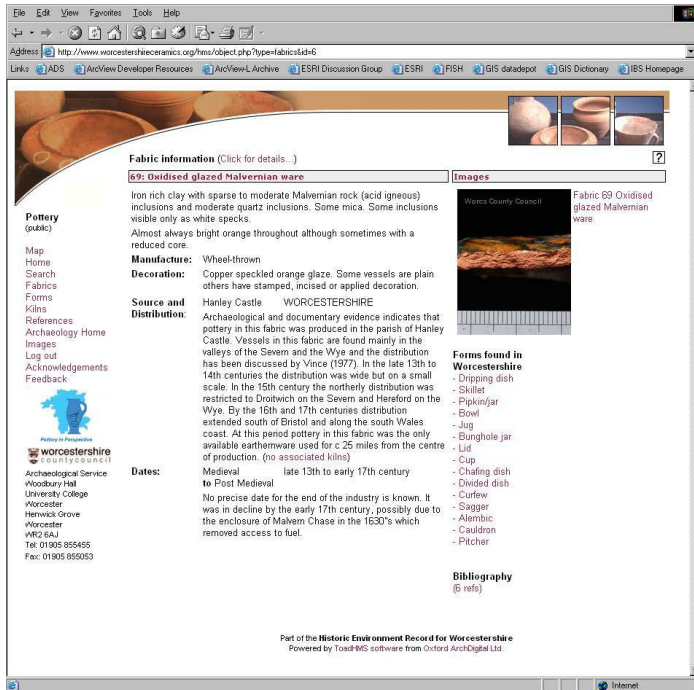 File Edit View Favorites Tools Help
Address http://www.worcestershireceramics.org/hms/object.php?type=fabrics&id=6
Links ADS ArcView Developer Resources ArcView-L Archive ESRI Discussion Group ESRI FISH GIS datadepot GIS Dictionary IBS Homepage
Fabric information (Click for details...)
?
69: Oxidised glazed Malvernian ware
Iron rich clay with sparse to moderate Malvernian rock (acid igneous)
inclusions and moderate quartz inclusions. Some mica. Some inclusions
visible only as white specks.
Almost always bright orange throughout although sometimes with a
reduced core.
Manufacture: Wheel-thrown
Decoration: Copper speckled orange glaze. Some vessels are plain
others have stamped, incised or applied decoration.
Source and Distribution: Hanley Castle WORCESTERSHIRE
Archaeological and documentary evidence indicates that
pottery in this fabric was produced in the parish of Hanley
Castle. Vessels in this fabric are found mainly in the
valleys of the Severn and the Wye and the distribution
has been discussed by Vince (1977). In the late 13th to
14th centuries the distribution was wide but on a small
scale. In the 15th century the northerly distribution was
restricted to Droitwich on the Severn and Hereford on the
Wye. By the 16th and 17th centuries distribution
extended south of Bristol and along the south Wales
coast. At this period pottery in this fabric was the only
available earthernware used for c 25 miles from the centre
of production. (no associated kilns)
Dates: Medieval late 13th to early 17th century
to Post Medieval
No precise date for the end of the industry is known. It
was in decline by the early 17th century, possibly due to
the enclosure of Malvern Chase in the 1630"s which
removed access to fuel.
Images
Woros County Council
Fabric 69 Oxidised
glazed Malvernian
ware
Forms found in
Worcestershire
- Dripping dish
- Skillet
- Pipkin/jar
- Bowl
- Jug
- Bunghole jar
- Lid
- Cup
- Chafing dish
- Divided dish
- Curfew
- Sagger
- Alembic
- Cauldron
- Pitcher
Bibliography
(6 refs)
Pottery
(public)
Map
Home
Search
Fabrics
Forms
Kilns
References
Archaeology Home
Images
Log out
Acknowledgements
Feedback
Pottery in Perspective
worcestershire
countycouncil
Archaeological Service
Woodbury Hall
University College
Worcester
Henwick Grove
Worcester
WR2 6AJ
Tel: 01905 855455
Fax: 01905 855053
Part of the Historic Environment Record for Worcestershire
Powered by ToadHMS software from Oxford ArchDigital Ltd.
Internet